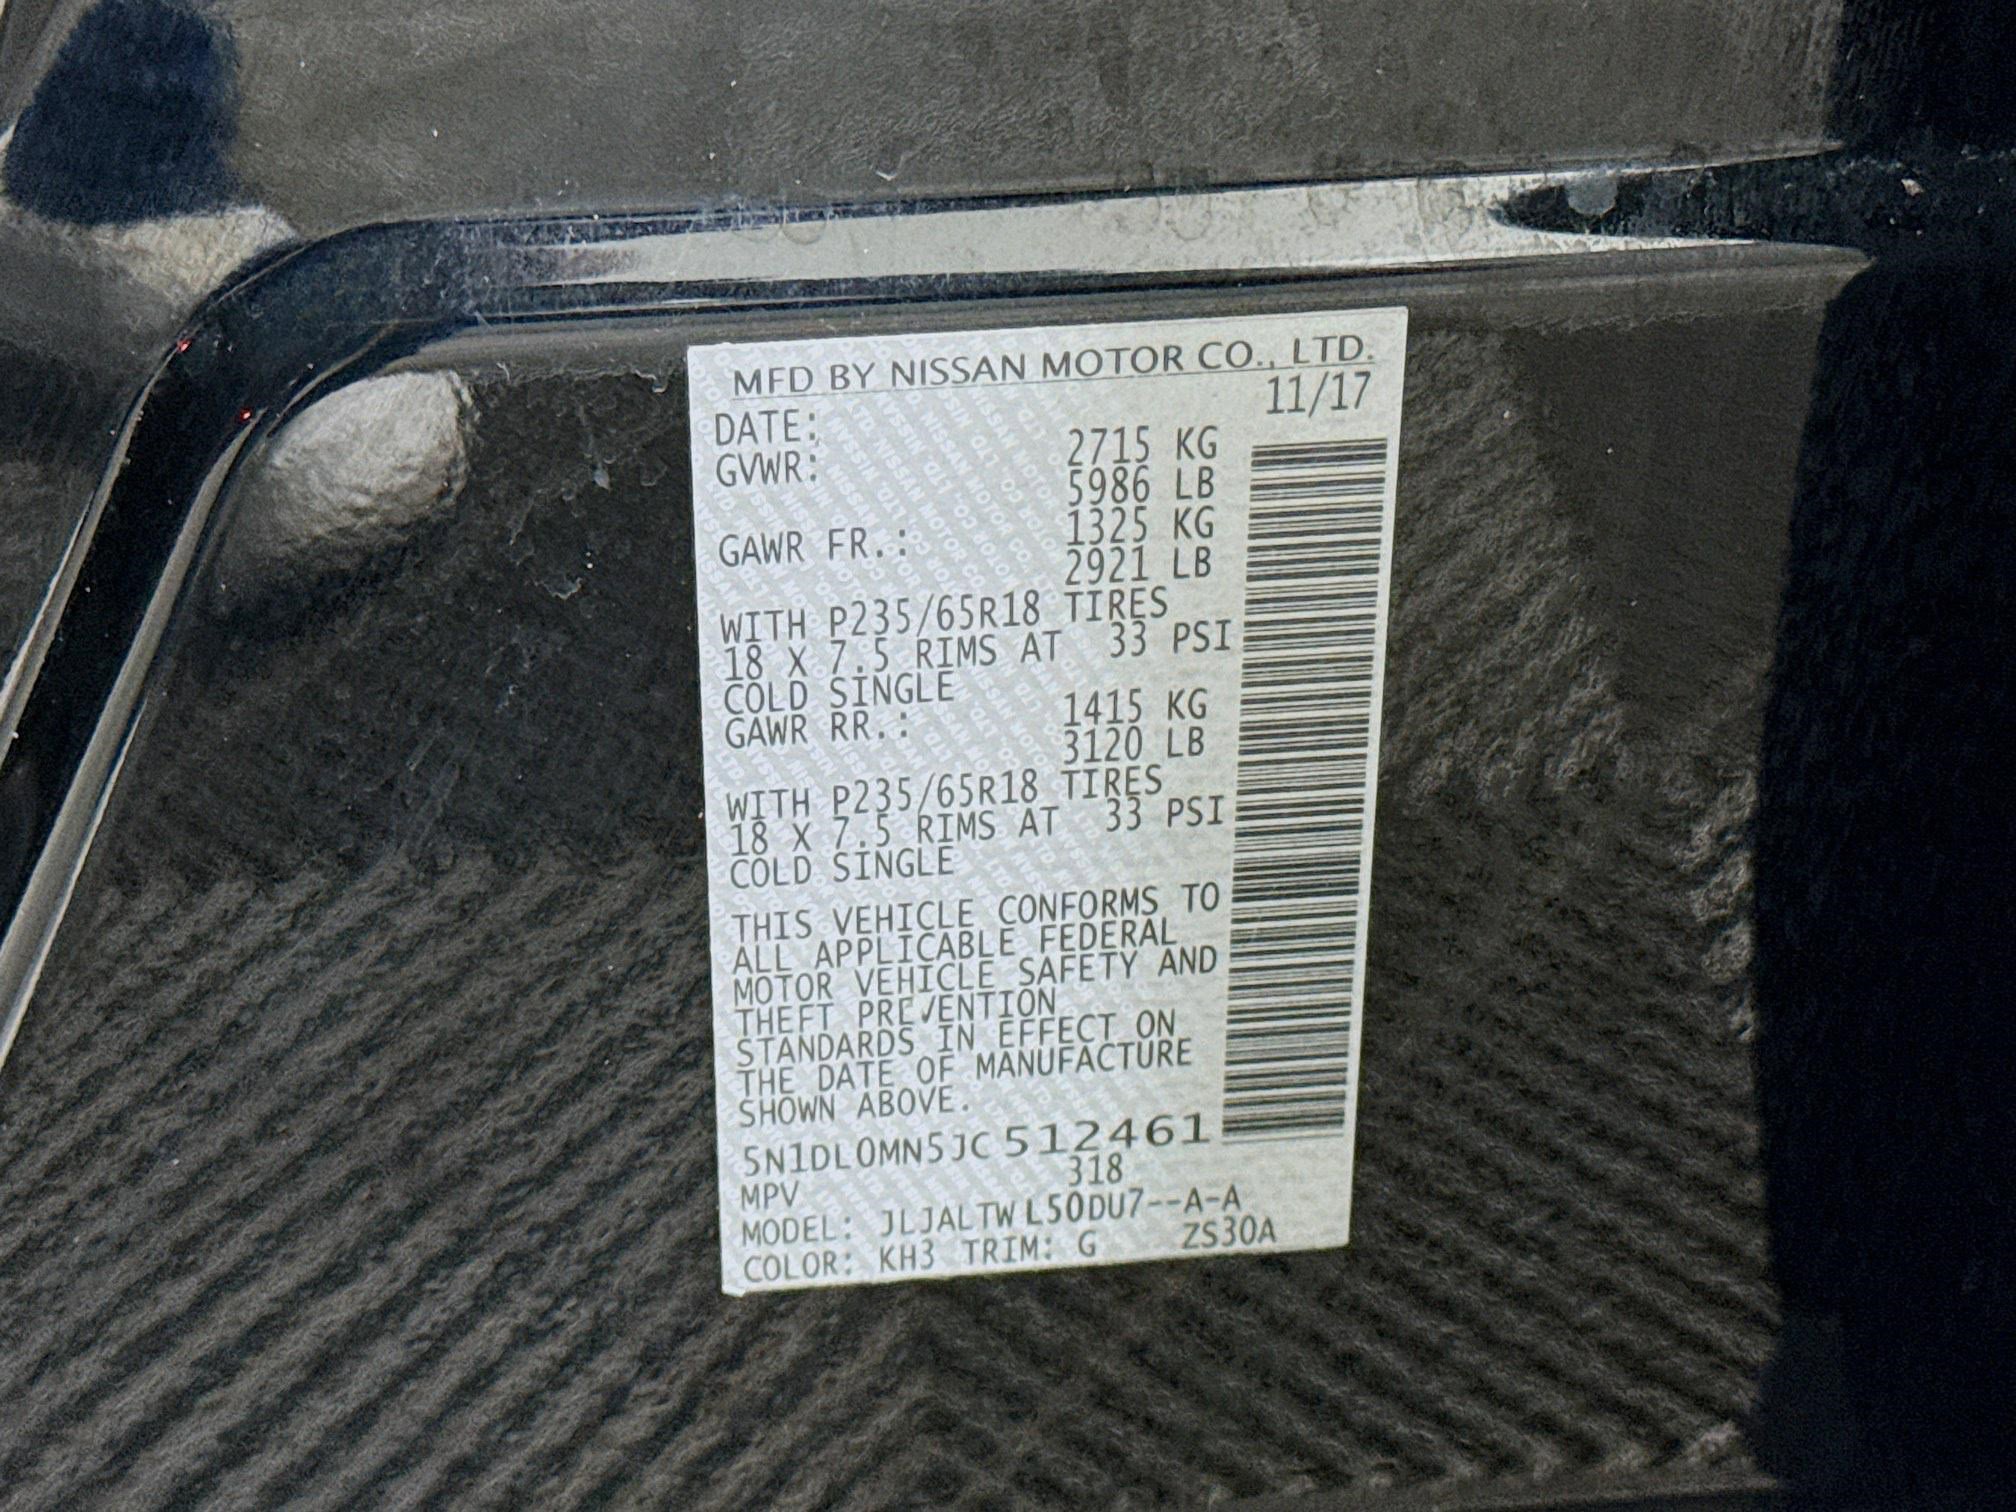 MFD BY NISSAN MOTOR CO., LTD.
DATE: 11/17
GVWR: 2715 KG
5986 LB
GAWR FR.: 1325 KG
2921 LB
WITH P235/65R18 TIRES
18 X 7.5 RIMS AT 33 PSI
COLD SINGLE
GAWR RR.: 1415 KG
3120 LB
WITH P235/65R18 TIRES
18 X 7.5 RIMS AT 33 PSI
COLD SINGLE
THIS VEHICLE CONFORMS TO
ALL APPLICABLE FEDERAL
MOTOR VEHICLE SAFETY AND
THEFT PREVENTION
STANDARDS IN EFFECT ON
THE DATE OF MANUFACTURE
SHOWN ABOVE.
5N1DL0MN5JC512461
MPV 318
MODEL: JLJALTWL50DU7--A-A
COLOR: KH3 TRIM: G ZS30A